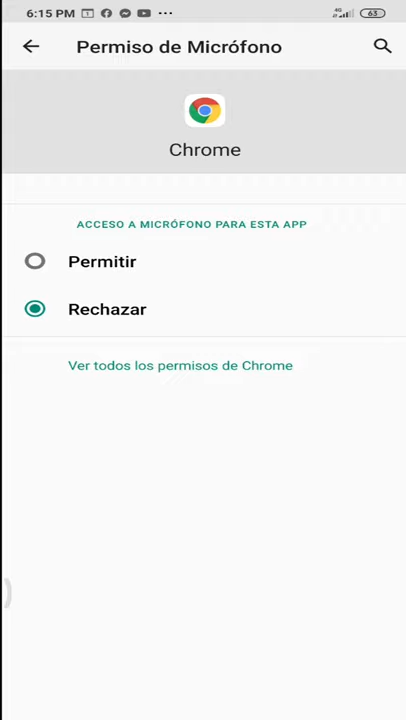 6:15 PM ... 4G 63
Permiso de Micrófono
Chrome
ACCESO A MICRÓFONO PARA ESTA APP
Permitir
Rechazar
Ver todos los permisos de Chrome